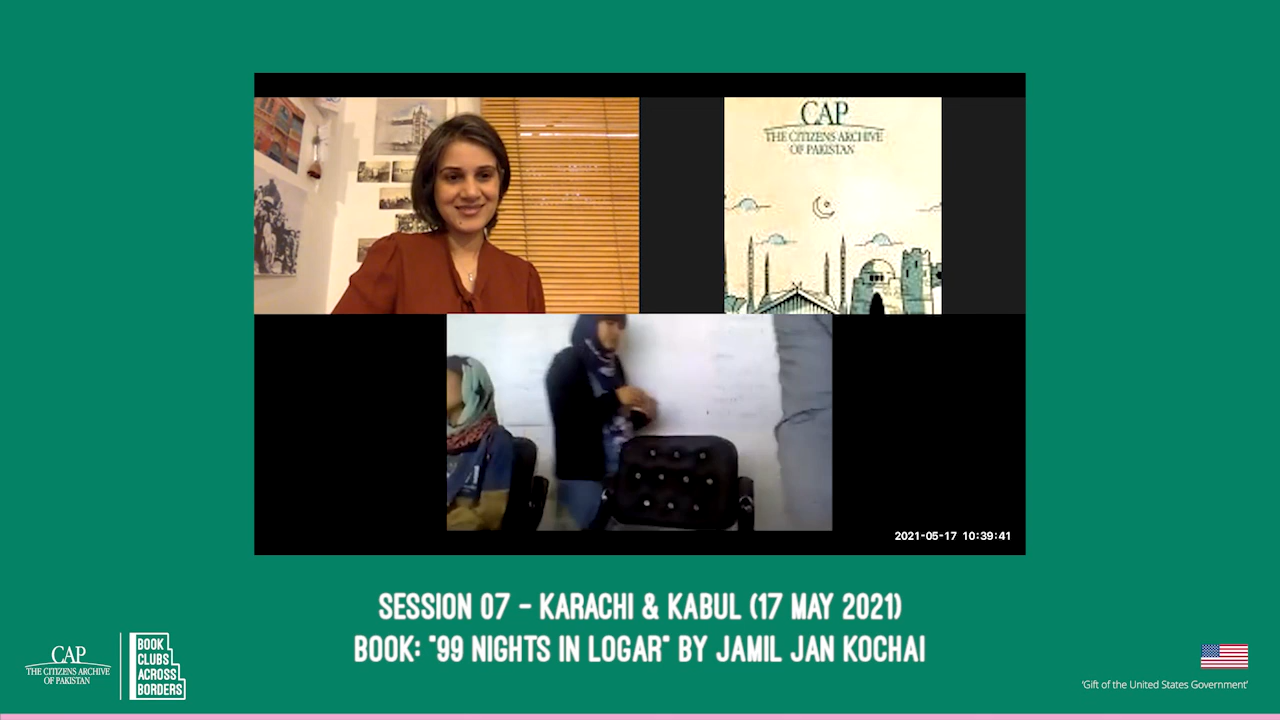 CAP
THE CITIZENS ARCHIVE
OF PAKISTAN
2021-05-17 10:39:41
SESSION 07 - KARACHI & KABUL (17 MAY 2021)
BOOK: "99 NIGHTS IN LOGAR" BY JAMIL JAN KOCHAI
CAP
THE CITIZENS ARCHIVE
OF PAKISTAN
BOOK
CLUBS
ACROSS
BORDERS
'Gift of the United States Government'